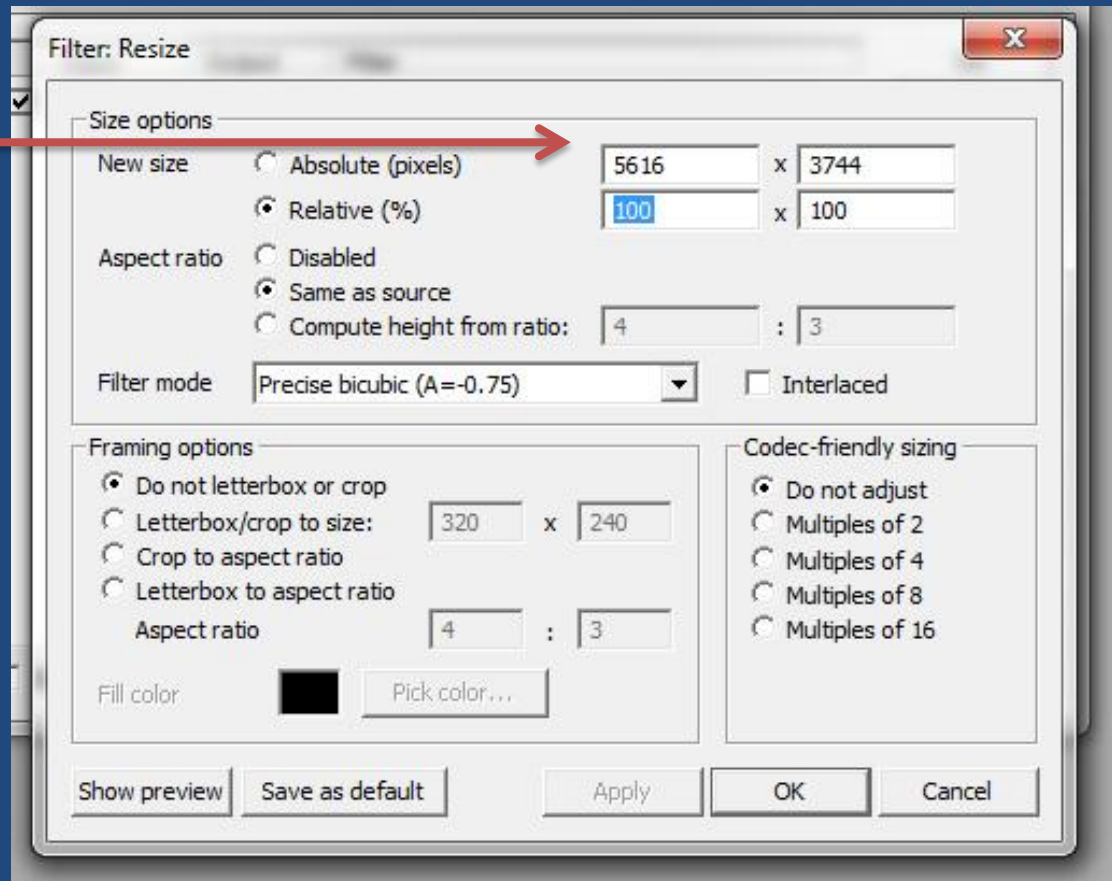 Filter: Resize
Size options
New size Absolute (pixels) 5616 x 3744
Relative (%) 100 x 100
Aspect ratio Disabled
Same as source
Compute height from ratio: 4 : 3
Filter mode Precise bicubic (A=-0.75) Interlaced
Framing options
Do not letterbox or crop
Letterbox/crop to size: 320 x 240
Crop to aspect ratio
Letterbox to aspect ratio
Aspect ratio 4 : 3
Fill color Pick color...
Codec-friendly sizing
Do not adjust
Multiples of 2
Multiples of 4
Multiples of 8
Multiples of 16
Show preview Save as default Apply OK Cancel